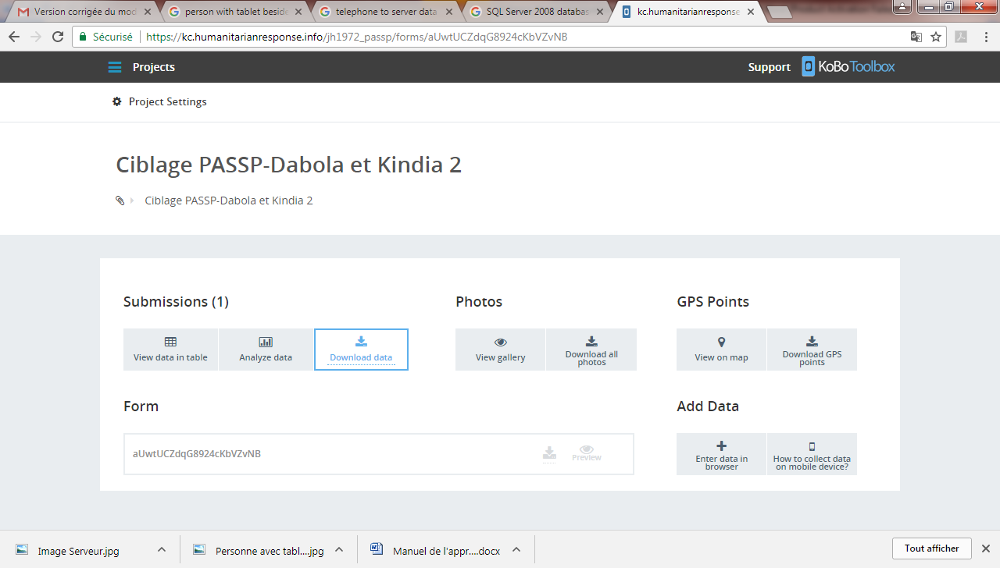 Version corrigée du mod
person with tablet beside
telephone to server data
SQL Server 2008 databas
kc.humanitarianresponse
Sécurisé
https://kc.humanitarianresponse.info/jh1972_passp/forms/aUwtUCZdqG8924cKbVZvNB
Projects
Support
KoBoToolbox
Project Settings
Ciblage PASSP-Dabola et Kindia 2
Ciblage PASSP-Dabola et Kindia 2
Submissions (1)
Photos
GPS Points
View data in table
Analyze data
Download data
View gallery
Download all
photos
View on map
Download GPS
points
Form
Add Data
aUwtUCZdqG8924cKbVZvNB
Preview
Enter data in
browser
How to collect data
on mobile device?
Image Serveur.jpg
Personne avec tabl....jpg
Manuel de l'appr....docx
Tout afficher